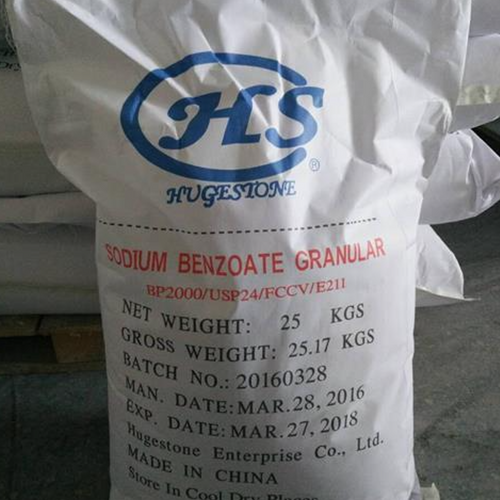 HS
®
HUGESTONE
SODIUM BENZOATE GRANULAR
BP2000/USP24/FCCV/E211
NET WEIGHT: 25 KGS
GROSS WEIGHT: 25.17 KGS
BATCH NO.: 20160328
MAN. DATE:MAR.28, 2016
EXP. DATE:MAR.27, 2018
Hugestone Enterprise Co., Ltd.
MADE IN CHINA
Store In Cool Dry Places